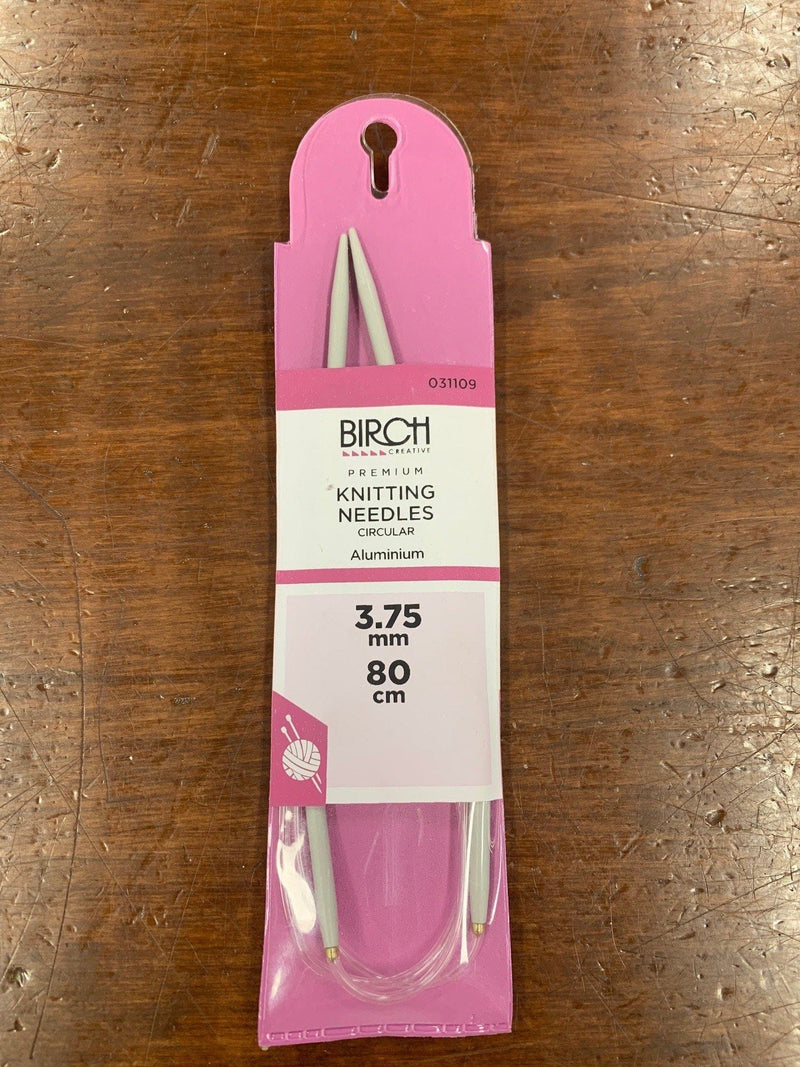 031109
BIRCH
CREATIVE
PREMIUM
KNITTING
NEEDLES
CIRCULAR
Aluminium
3.75
mm
80
cm